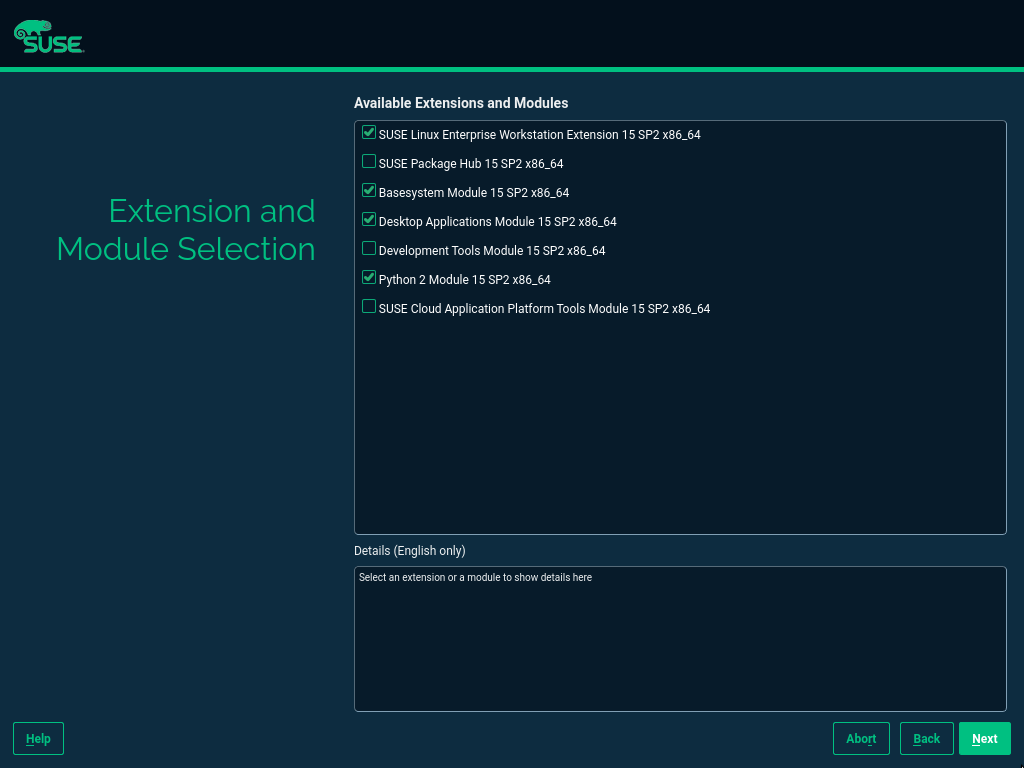 SUSE
Available Extensions and Modules
SUSE Linux Enterprise Workstation Extension 15 SP2 x86_64
SUSE Package Hub 15 SP2 x86_64
Basesystem Module 15 SP2 x86_64
Desktop Applications Module 15 SP2 x86_64
Development Tools Module 15 SP2 x86_64
Python 2 Module 15 SP2 x86_64
SUSE Cloud Application Platform Tools Module 15 SP2 x86_64
Extension and
Module Selection
Details (English only)
Select an extension or a module to show details here
Help
Abort
Back
Next